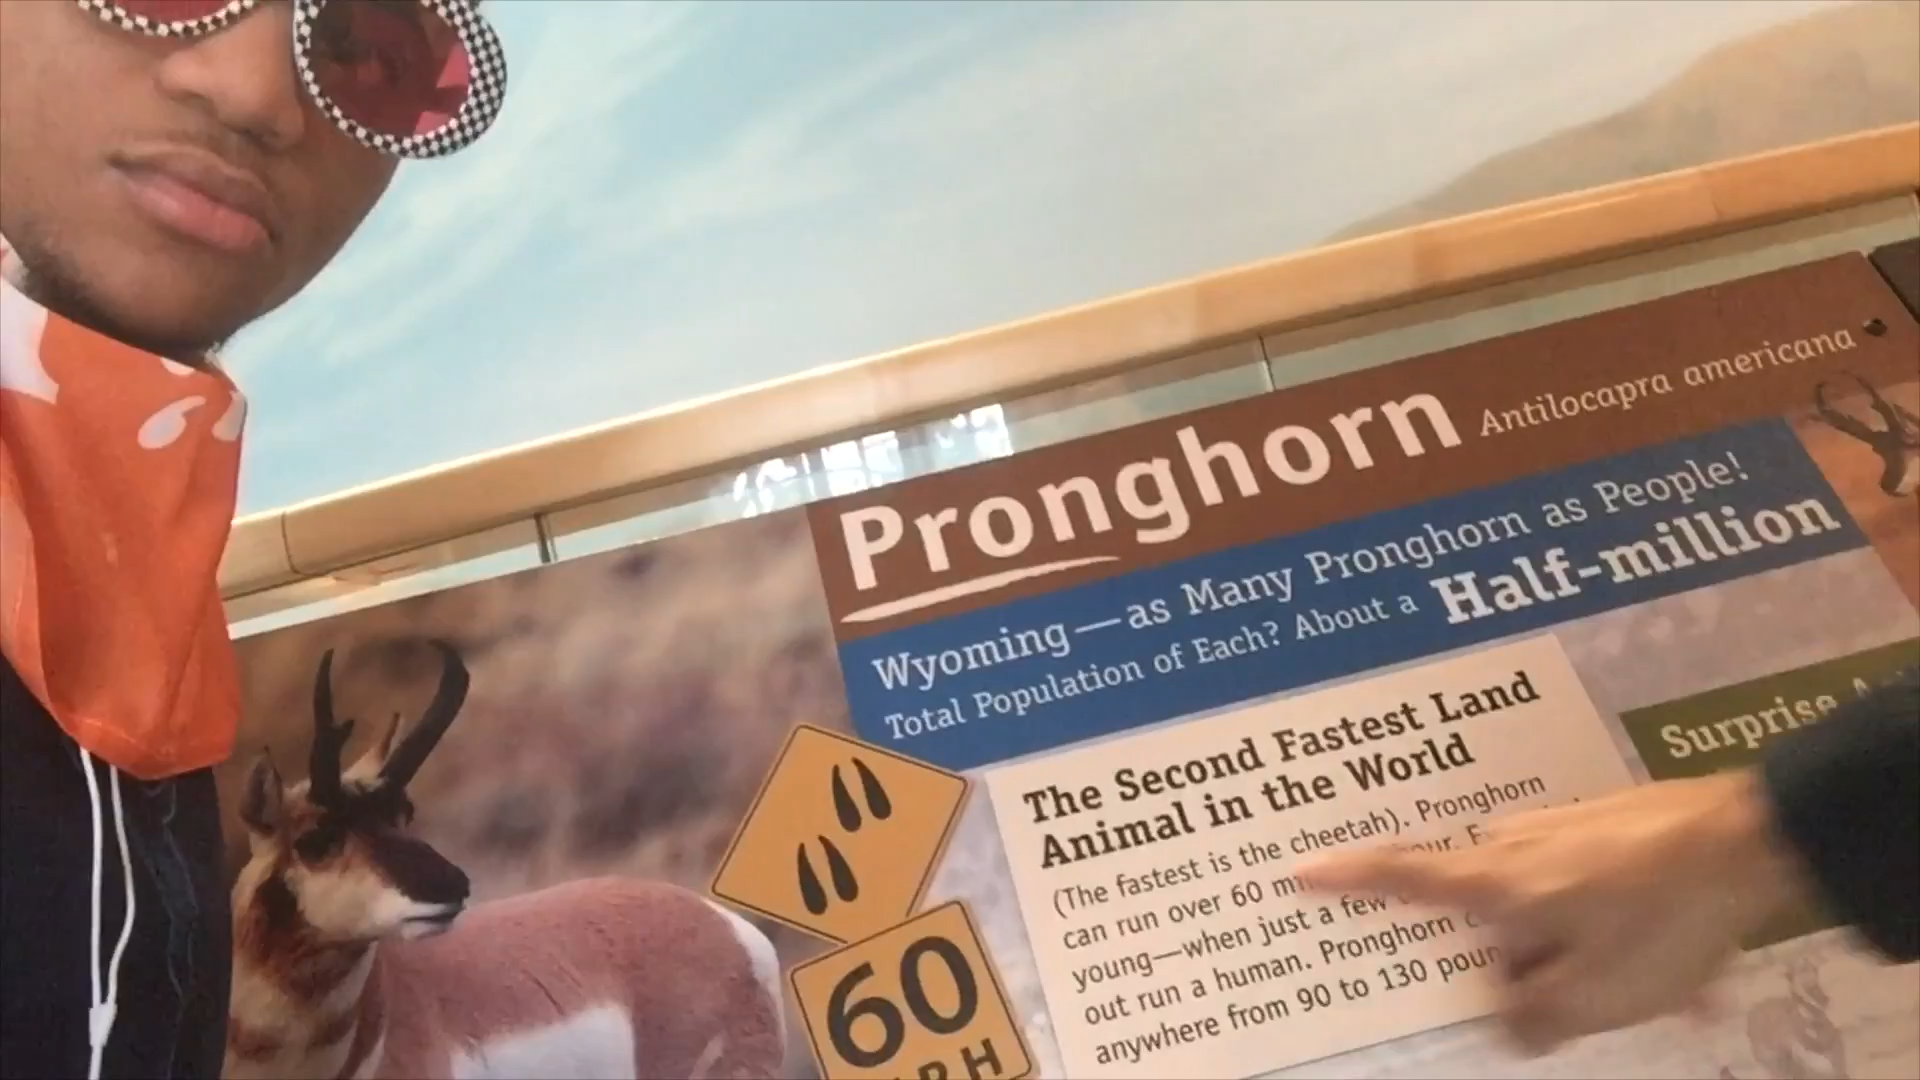 Pronghorn Antilocapra americana
Wyoming—as Many Pronghorn as People!
Total Population of Each? About a Half-million
The Second Fastest Land
Animal in the World
(The fastest is the cheetah). Pronghorn
can run over 60 hour.
young—when just a few
out run a human. Pronghorn
anywhere from 90 to 130
Surprise
60
MPH